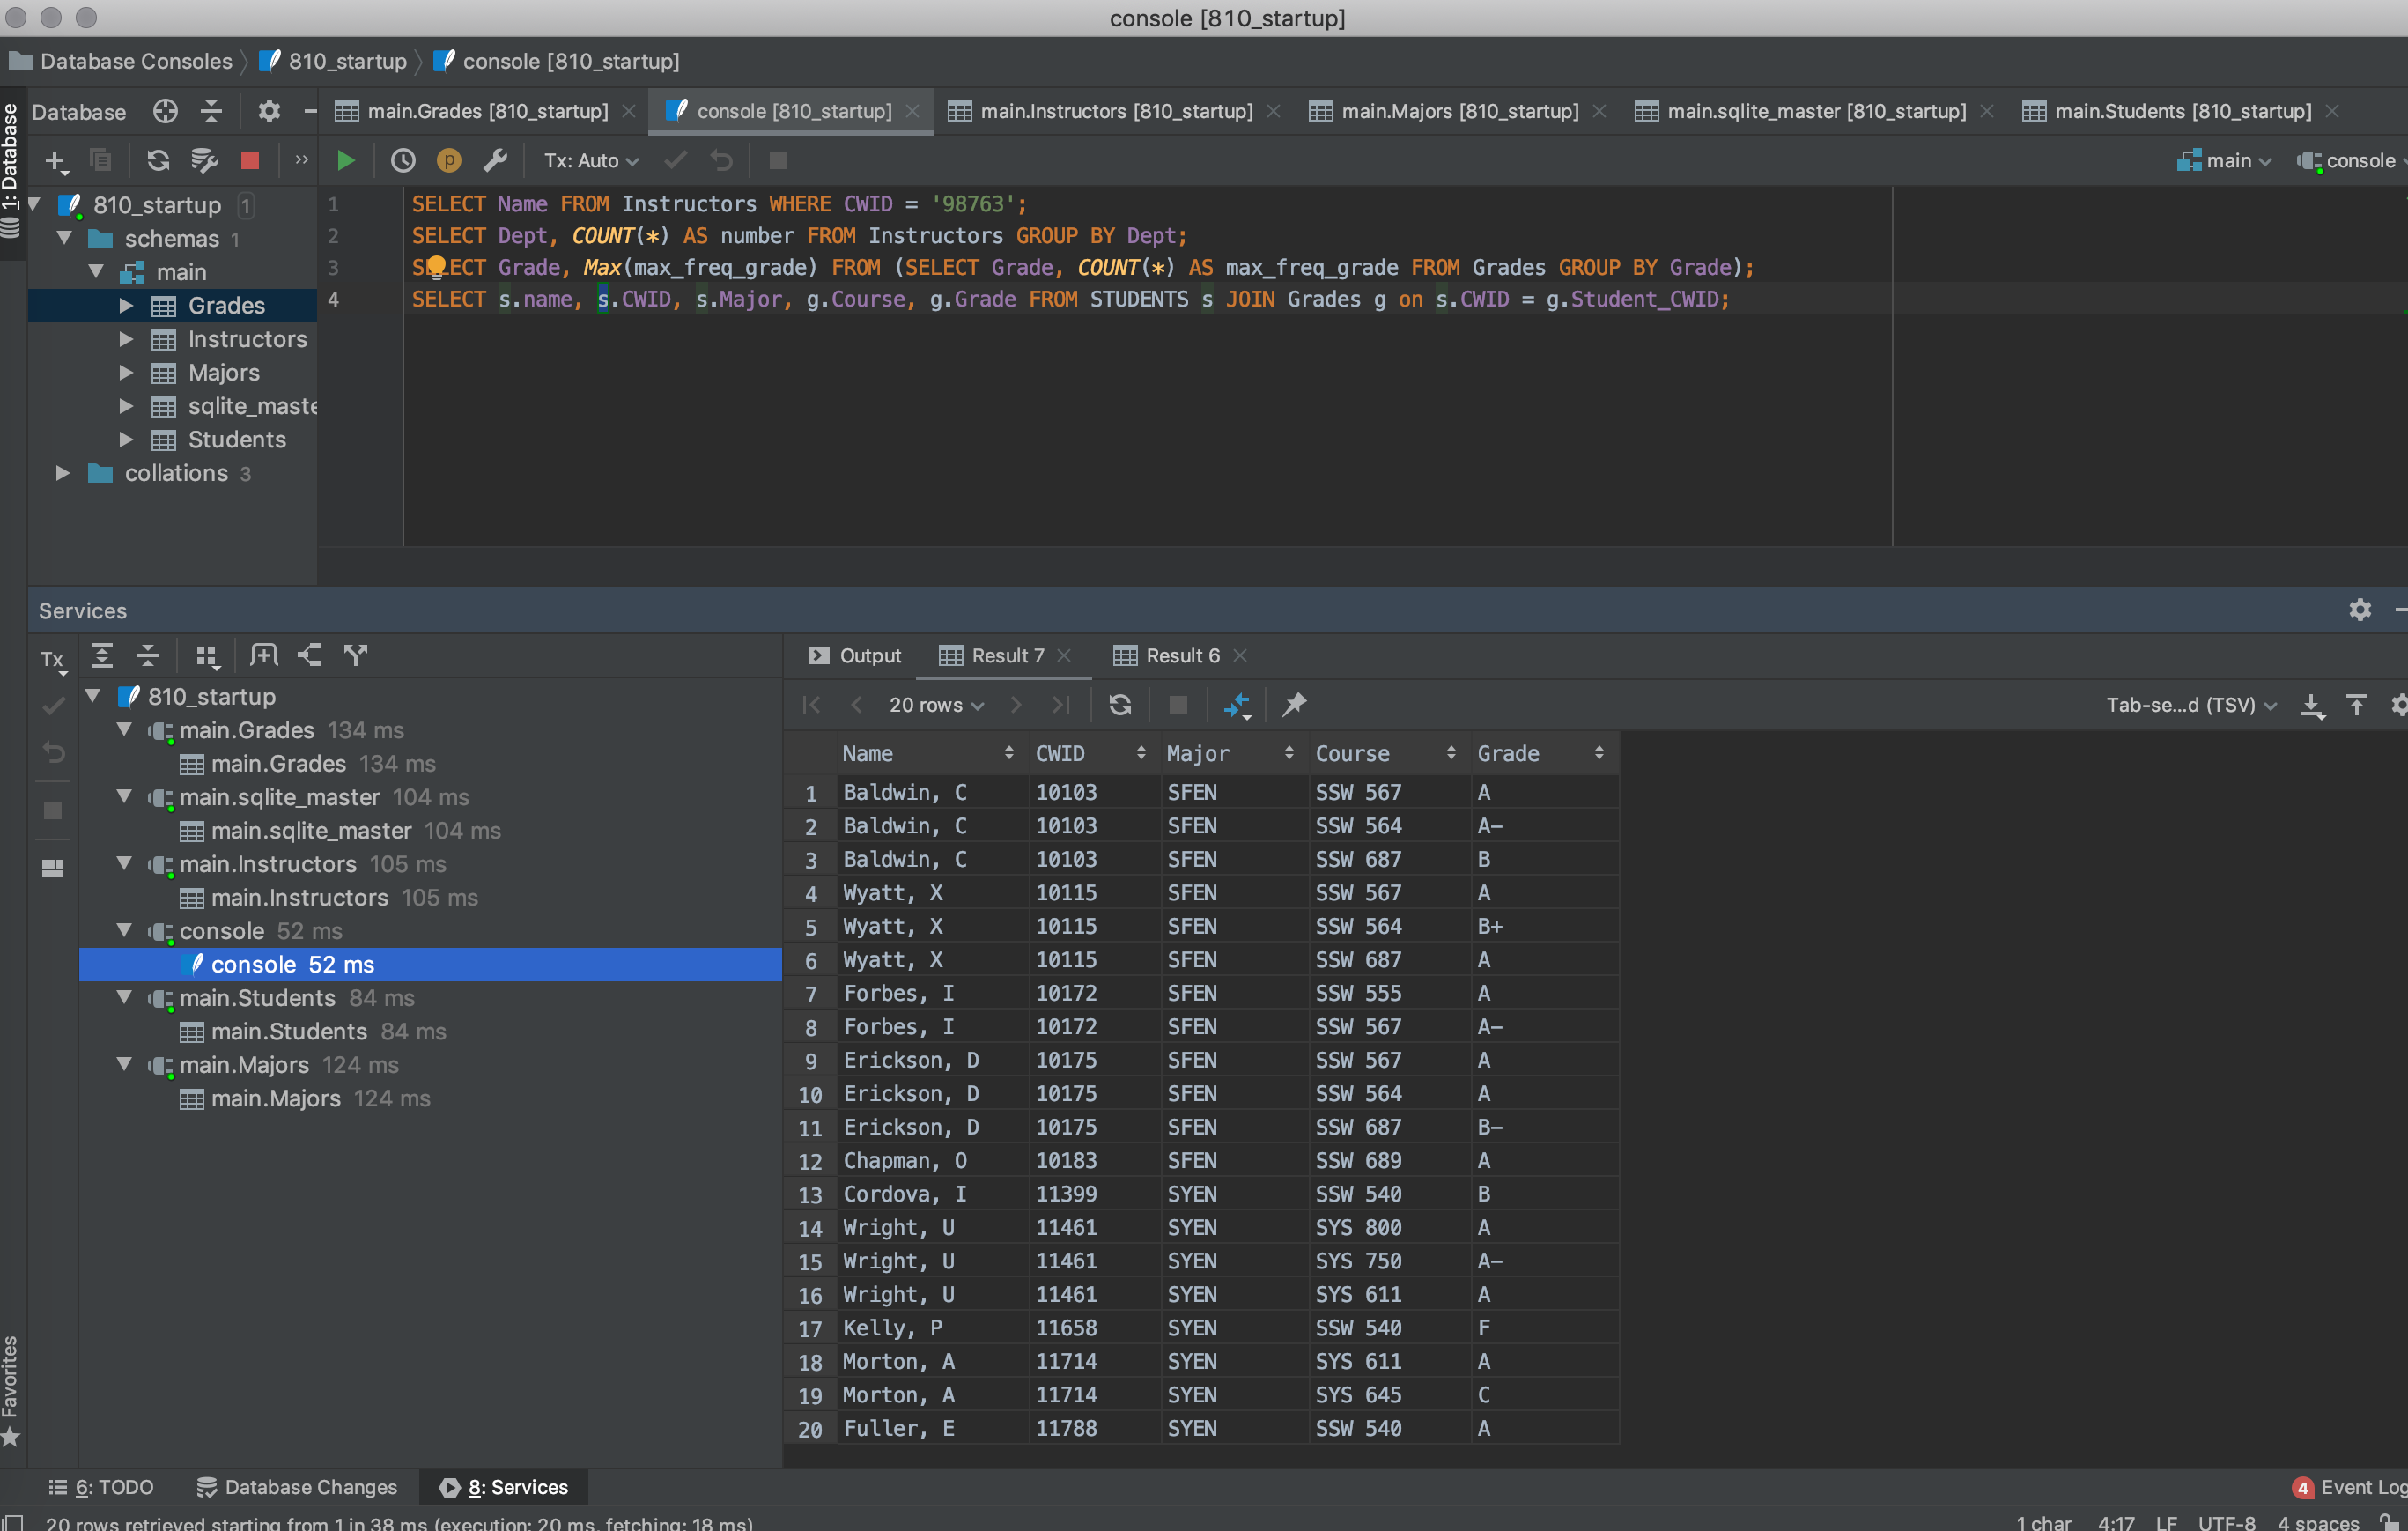 console [810_startup]
Database Consoles 810_startup console [810_startup]
1: Database
Database
main.Grades [810_startup] console [810_startup] main.Instructors [810_startup] main.Majors [810_startup] main.sqlite_master [810_startup] main.Students [810_startup]
Tx: Auto main console
810_startup 1
schemas 1
main
Grades
Instructors
Majors
sqlite_maste
Students
collations 3
1 SELECT Name FROM Instructors WHERE CWID = '98763';
2 SELECT Dept, COUNT(*) AS number FROM Instructors GROUP BY Dept;
3 SELECT Grade, Max(max_freq_grade) FROM (SELECT Grade, COUNT(*) AS max_freq_grade FROM Grades GROUP BY Grade);
4 SELECT s.name, s.CWID, s.Major, g.Course, g.Grade FROM STUDENTS s JOIN Grades g on s.CWID = g.Student_CWID;
Services
Tx
810_startup
main.Grades 134 ms
main.Grades 134 ms
main.sqlite_master 104 ms
main.sqlite_master 104 ms
main.Instructors 105 ms
main.Instructors 105 ms
console 52 ms
console 52 ms
main.Students 84 ms
main.Students 84 ms
main.Majors 124 ms
main.Majors 124 ms
Output Result 7 Result 6
20 rows Tab-se...d (TSV)
Name CWID Major Course Grade
1 Baldwin, C 10103 SFEN SSW 567 A
2 Baldwin, C 10103 SFEN SSW 564 A-
3 Baldwin, C 10103 SFEN SSW 687 B
4 Wyatt, X 10115 SFEN SSW 567 A
5 Wyatt, X 10115 SFEN SSW 564 B+
6 Wyatt, X 10115 SFEN SSW 687 A
7 Forbes, I 10172 SFEN SSW 555 A
8 Forbes, I 10172 SFEN SSW 567 A-
9 Erickson, D 10175 SFEN SSW 567 A
10 Erickson, D 10175 SFEN SSW 564 A
11 Erickson, D 10175 SFEN SSW 687 B-
12 Chapman, O 10183 SFEN SSW 689 A
13 Cordova, I 11399 SYEN SSW 540 B
14 Wright, U 11461 SYEN SYS 800 A
15 Wright, U 11461 SYEN SYS 750 A-
16 Wright, U 11461 SYEN SYS 611 A
17 Kelly, P 11658 SYEN SSW 540 F
18 Morton, A 11714 SYEN SYS 611 A
19 Morton, A 11714 SYEN SYS 645 C
20 Fuller, E 11788 SYEN SSW 540 A
Favorites
6: TODO Database Changes 8: Services 4 Event Log
20 rows retrieved starting from 1 in 38 ms (execution: 20 ms, fetching: 18 ms) 1 char 4:17 LF UTF-8 4 spaces